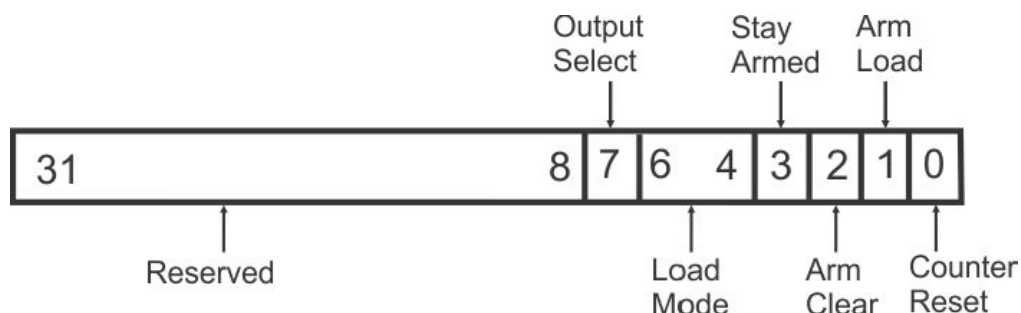 Output
Select
Stay
Armed
Arm
Load
31 8 7 6 4 3 2 1 0
Reserved
Load
Mode
Arm
Clear
Counter
Reset